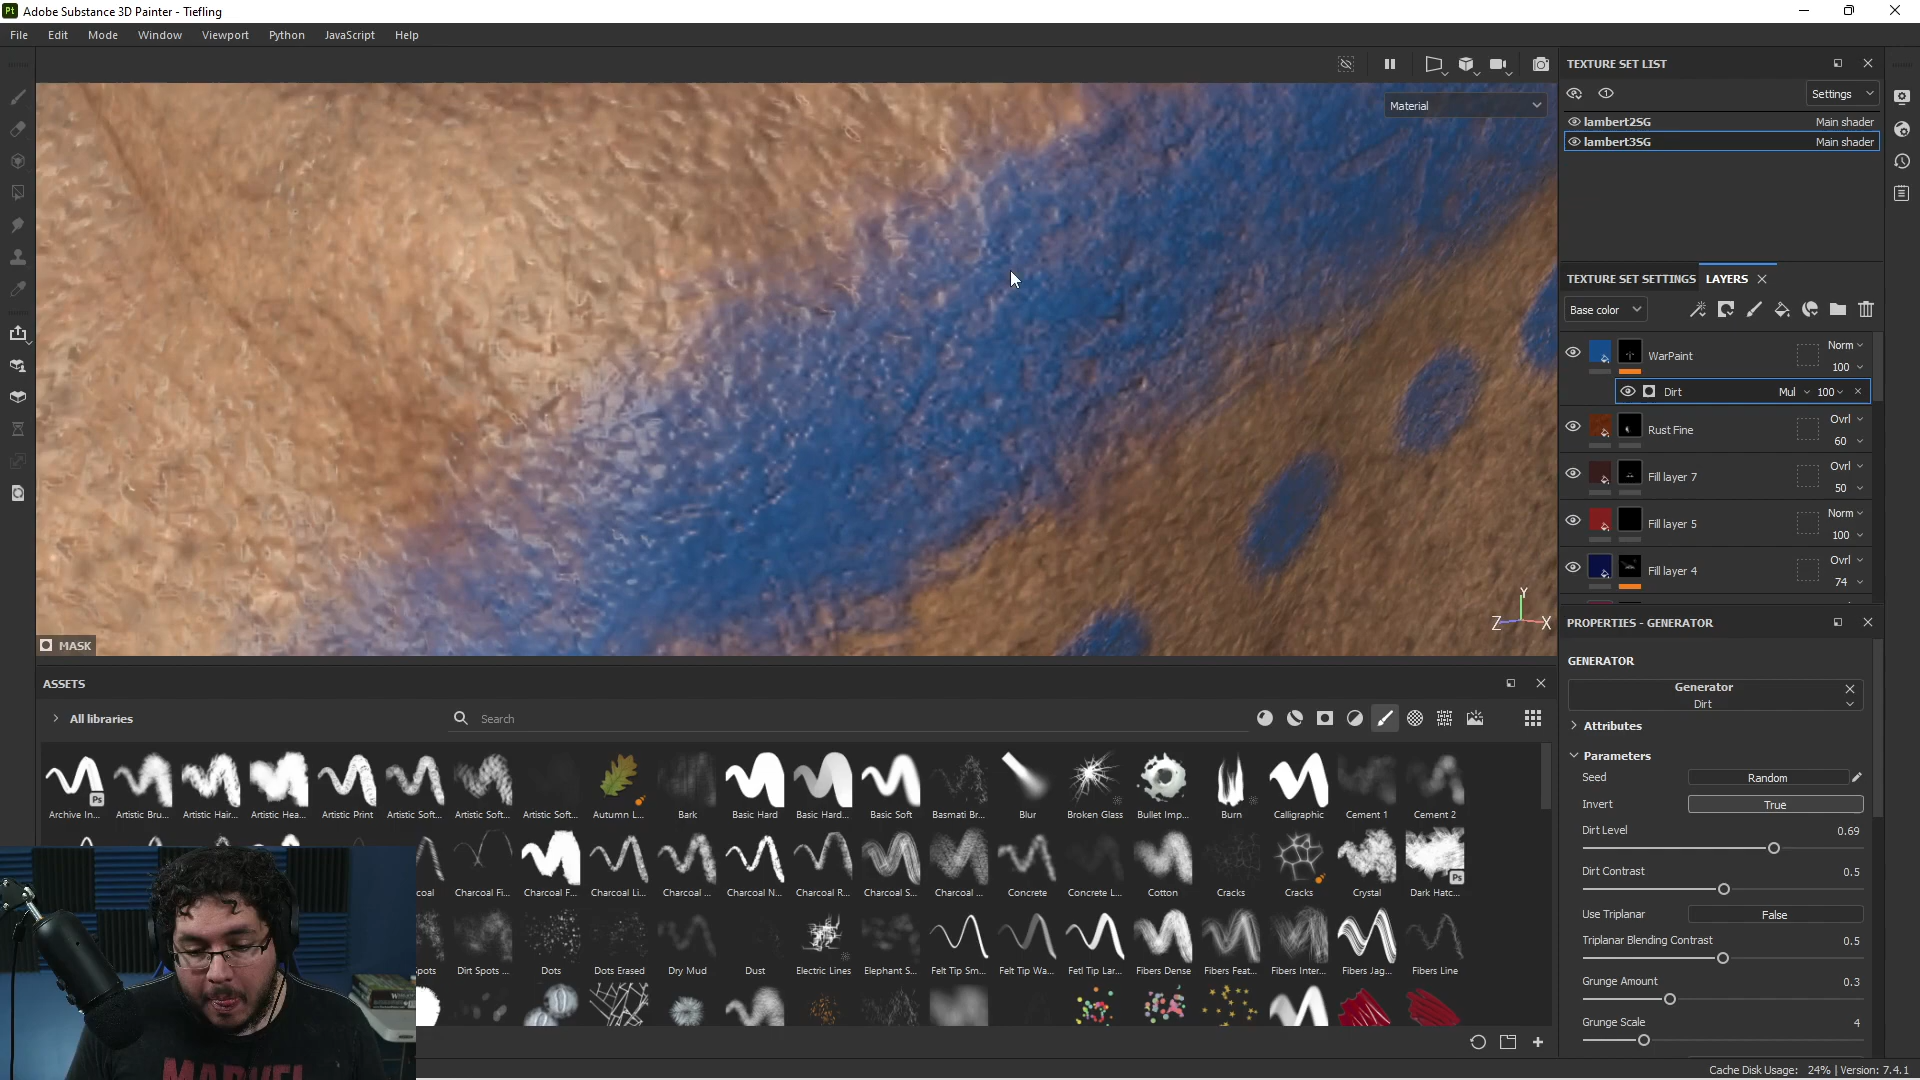 Pt Adobe Substance 3D Painter - Tiefling
File Edit Mode Window Viewport Python JavaScript Help
Material
Y
Z X
MASK
TEXTURE SET LIST
Settings
lambert2SG Main shader
lambert3SG Main shader
TEXTURE SET SETTINGS LAYERS
Base color
WarPaint Norm 100
Dirt Mul 100
Rust Fine Ovrl 60
Fill layer 7 Ovrl 50
Fill layer 5 Norm 100
Fill layer 4 Ovrl 74
PROPERTIES - GENERATOR
GENERATOR
Generator
Dirt
Attributes
Parameters
Seed Random
Invert True
Dirt Level 0.69
Dirt Contrast 0.5
Use Triplanar False
Triplanar Blending Contrast 0.5
Grunge Amount 0.3
Grunge Scale 4
ASSETS
All libraries Search
Archive In... Artistic Bru... Artistic Hair... Artistic Hea... Artistic Print Artistic Soft... Artistic Soft... Artistic Soft... Autumn L... Bark Basic Hard Basic Hard... Basic Soft Basmati Br... Blur Broken Glass Bullet Imp... Burn Calligraphic Cement 1 Cement 2
coal Charcoal Fi... Charcoal F... Charcoal Li... Charcoal ... Charcoal N... Charcoal R... Charcoal S... Charcoal ... Concrete Concrete L... Cotton Cracks Cracks Crystal Dark Hatc...
pots Dirt Spots ... Dots Dots Erased Dry Mud Dust Electric Lines Elephant S... Felt Tip Sm... Felt Tip Wa... Fetl Tip Lar... Fibers Dense Fibers Feat... Fibers Inter... Fibers Jag... Fibers Line
MARVEL
Cache Disk Usage: 24% | Version: 7.4.1